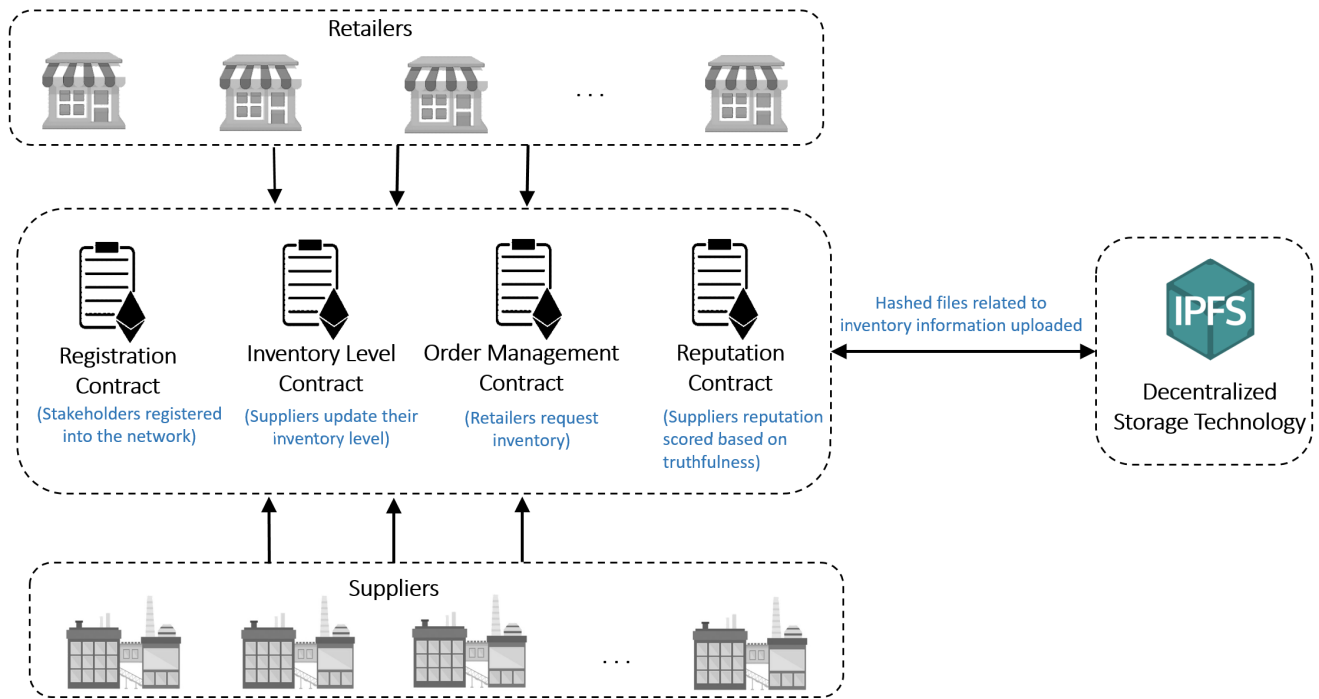 Retailers
. . .
Registration
Contract
(Stakeholders registered
into the network)
Inventory Level
Contract
(Suppliers update their
inventory level)
Order Management
Contract
(Retailers request
inventory)
Reputation
Contract
(Suppliers reputation
scored based on
truthfulness)
Hashed files related to
inventory information uploaded
IPFS
Decentralized
Storage Technology
Suppliers
. . .